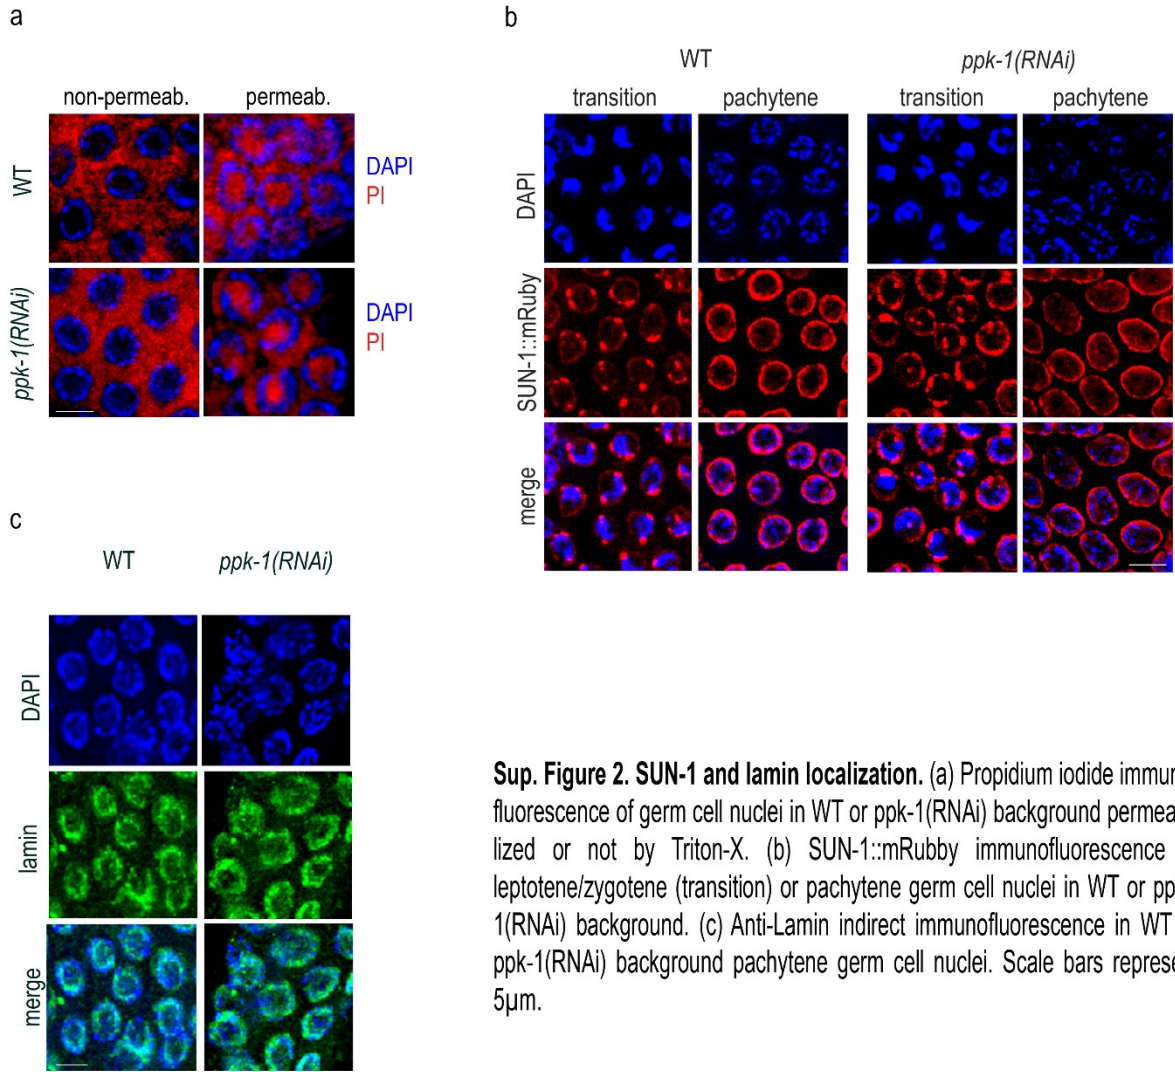 a
non-permeab. permeab.
WT
DAPI
PI
ppk-1(RNAi)
DAPI
PI
b
WT ppk-1(RNAi)
transition pachytene transition pachytene
DAPI
SUN-1::mRuby
merge
c
WT ppk-1(RNAi)
DAPI
lamin
merge
Sup. Figure 2. SUN-1 and lamin localization. (a) Propidium iodide immun
fluorescence of germ cell nuclei in WT or ppk-1(RNAi) background permea
lized or not by Triton-X. (b) SUN-1::mRubby immunofluorescence
leptotene/zygotene (transition) or pachytene germ cell nuclei in WT or pp
1(RNAi) background. (c) Anti-Lamin indirect immunofluorescence in WT
ppk-1(RNAi) background pachytene germ cell nuclei. Scale bars represe
5µm.